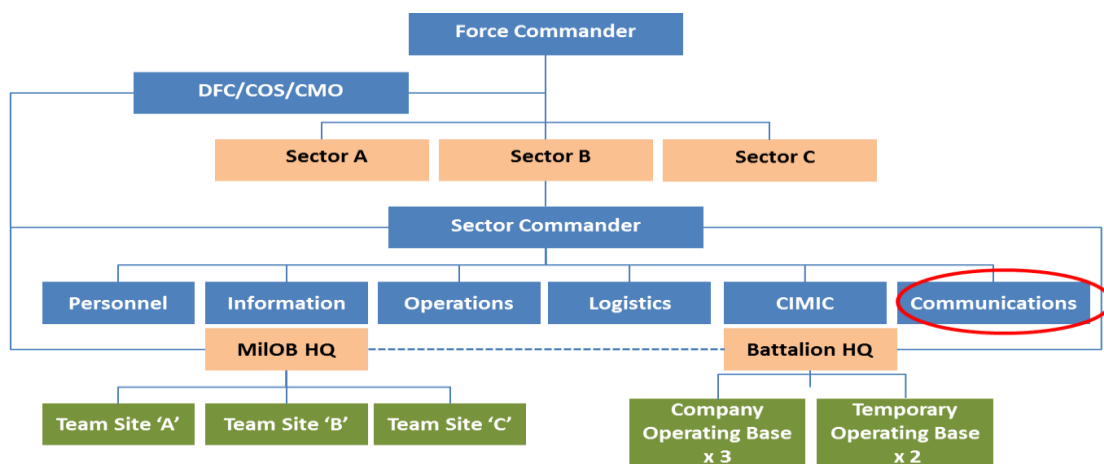 Force Commander
DFC/COS/CMO
Sector A
Sector B
Sector C
Sector Commander
Personnel
Information
Operations
Logistics
CIMIC
Communications
MilOB HQ
Battalion HQ
Team Site ‘A’
Team Site ‘B’
Team Site ‘C’
Company
Operating Base
x 3
Temporary
Operating Base
x 2